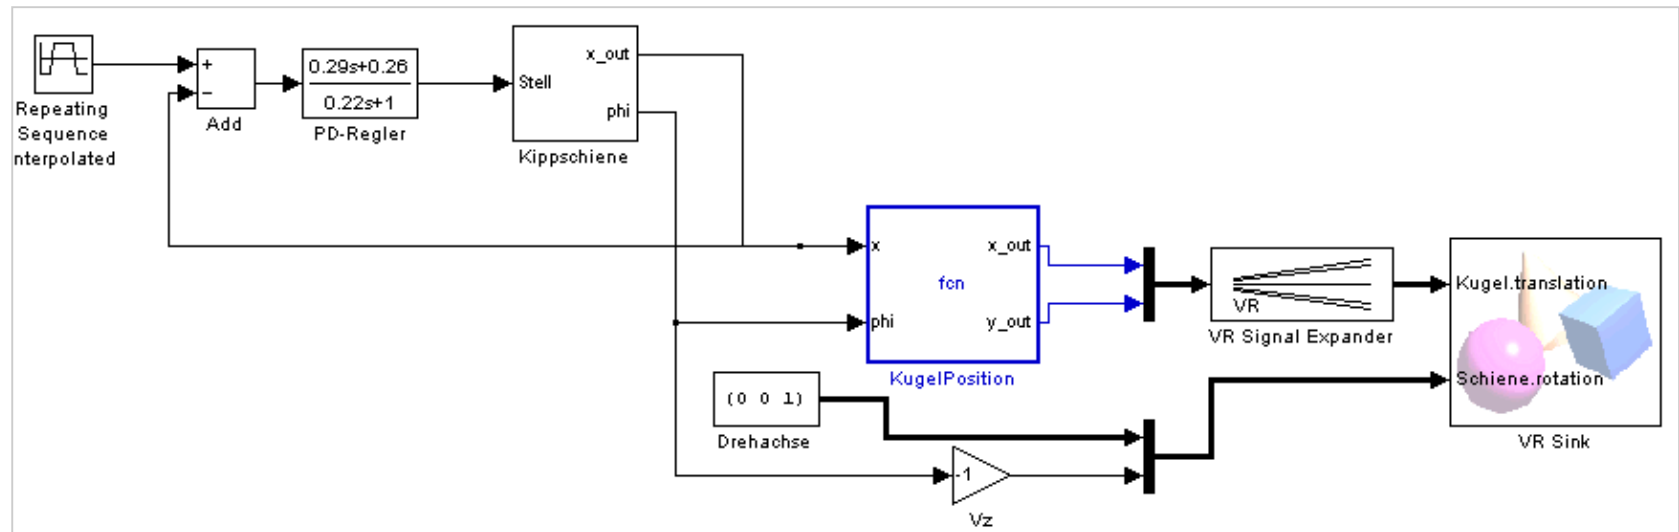 Repeating
Sequence
nterpolated
+
−
Add
0.29s+0.26
0.22s+1
PD-Regler
Stell
x_out
phi
Kippschiene
x
phi
fcn
x_out
y_out
KugelPosition
VR
VR Signal Expander
Kugel.translation
Schiene.rotation
VR Sink
(0 0 1)
Drehachse
-1
Vz